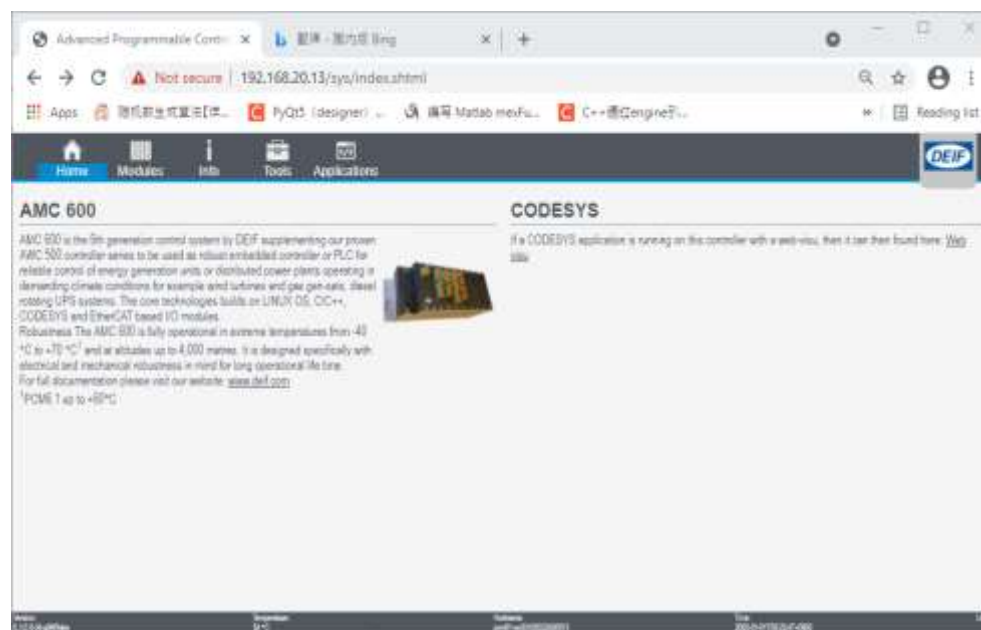 Advanced Programmable Contr
Bing
Not secure 192.168.20.13/sys/index.shtml
Apps
PyQt5 (designer)
编写 Matlab mexFu...
Reading list
Home Modules Info Tools Applications
DEIF
AMC 600
AMC 600 is the 5th generation control system by DEIF supplementing our proven
AMC 500 controller series to be used as robust embedded controller or PLC for
reliable control of energy generation units or distributed power plants operating in
demanding climate conditions for example wind turbines and gas gen-sets, diesel
rotating UPS systems. The core technologies builds on LINUX OS, C/C++,
CODESYS and EtherCAT based I/O modules.
Robustness The AMC 600 is fully operational in extreme temperatures from -40
°C to +70 °C¹ and at altitudes up to 4,000 metres. It is designed specifically with
electrical and mechanical robustness in mind for long operational life time.
For full documentation please visit our website: www.deif.com
up to +60°C
CODESYS
If a CODESYS application is running on this controller with a web-visu, then it can then found here: Web
visu
Temperature
Time